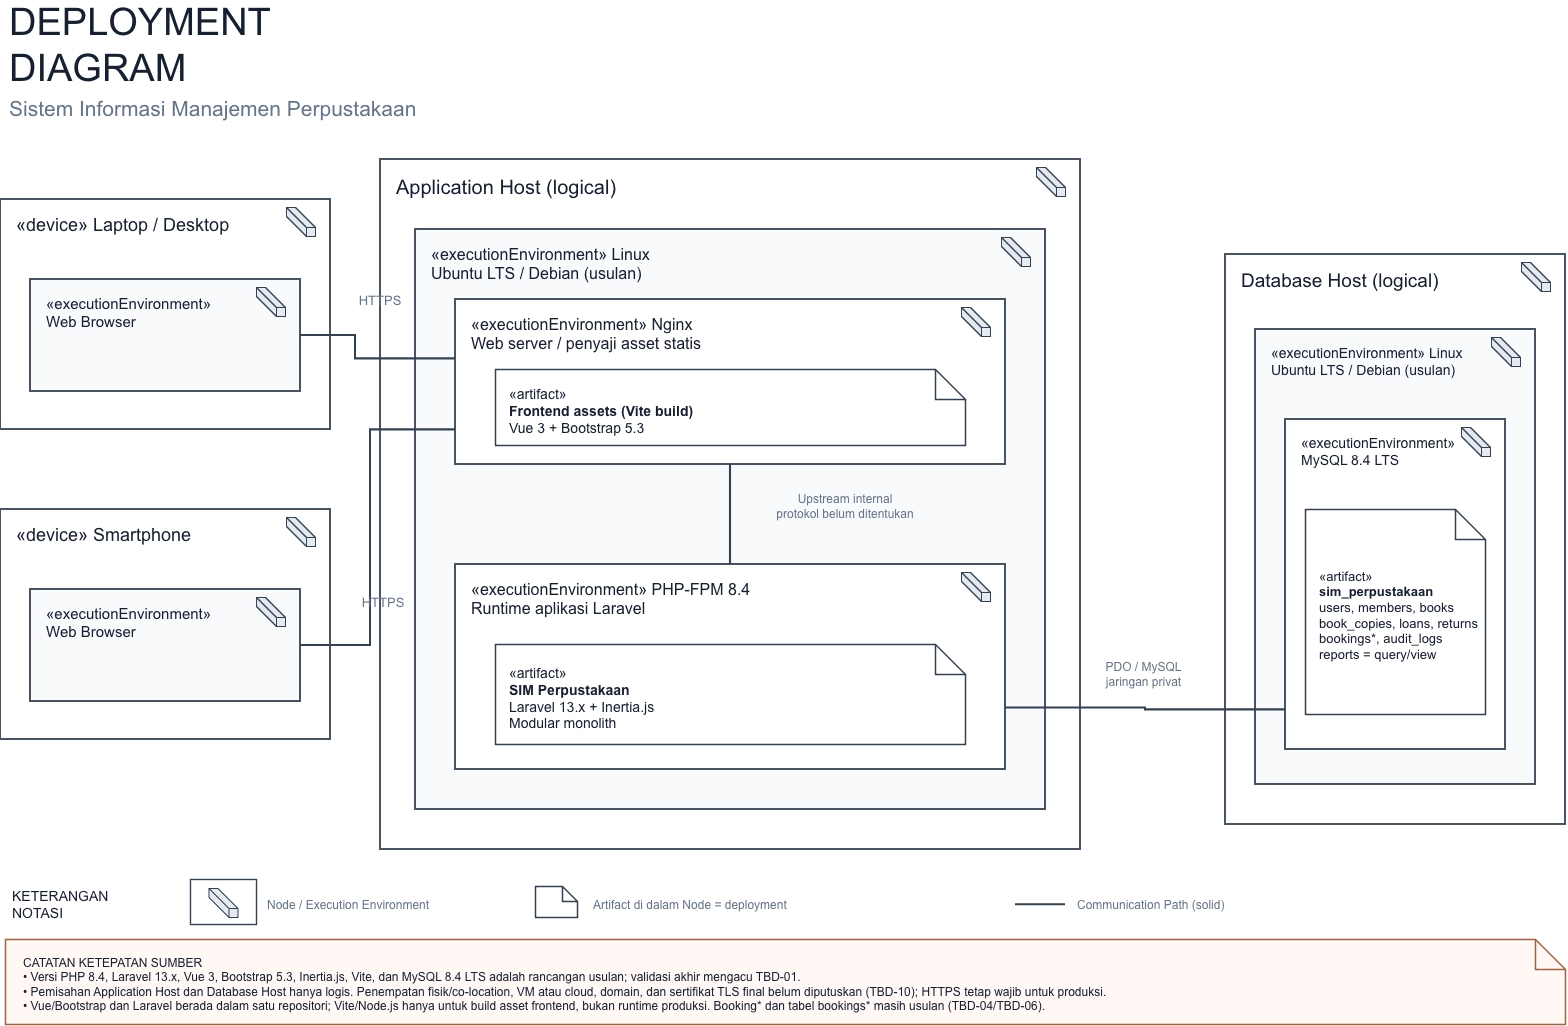 DEPLOYMENT
DIAGRAM
Sistem Informasi Manajemen Perpustakaan
«device» Laptop / Desktop
«executionEnvironment»
Web Browser
HTTPS
«device» Smartphone
«executionEnvironment»
Web Browser
HTTPS
Application Host (logical)
«executionEnvironment» Linux
Ubuntu LTS / Debian (usulan)
«executionEnvironment» Nginx
Web server / penyaji asset statis
«artifact»
Frontend assets (Vite build)
Vue 3 + Bootstrap 5.3
Upstream internal
protokol belum ditentukan
«executionEnvironment» PHP-FPM 8.4
Runtime aplikasi Laravel
«artifact»
SIM Perpustakaan
Laravel 13.x + Inertia.js
Modular monolith
PDO / MySQL
jaringan privat
Database Host (logical)
«executionEnvironment» Linux
Ubuntu LTS / Debian (usulan)
«executionEnvironment»
MySQL 8.4 LTS
«artifact»
sim_perpustakaan
users, members, books
book_copies, loans, returns
bookings*, audit_logs
reports = query/view
KETERANGAN
NOTASI
Node / Execution Environment
Artifact di dalam Node = deployment
Communication Path (solid)
CATATAN KETEPATAN SUMBER
• Versi PHP 8.4, Laravel 13.x, Vue 3, Bootstrap 5.3, Inertia.js, Vite, dan MySQL 8.4 LTS adalah rancangan usulan; validasi akhir mengacu TBD-01.
• Pemisahan Application Host dan Database Host hanya logis. Penempatan fisik/co-location, VM atau cloud, domain, dan sertifikat TLS final belum diputuskan (TBD-10); HTTPS tetap wajib untuk produksi.
• Vue/Bootstrap dan Laravel berada dalam satu repositori; Vite/Node.js hanya untuk build asset frontend, bukan runtime produksi. Booking* dan tabel bookings* masih usulan (TBD-04/TBD-06).